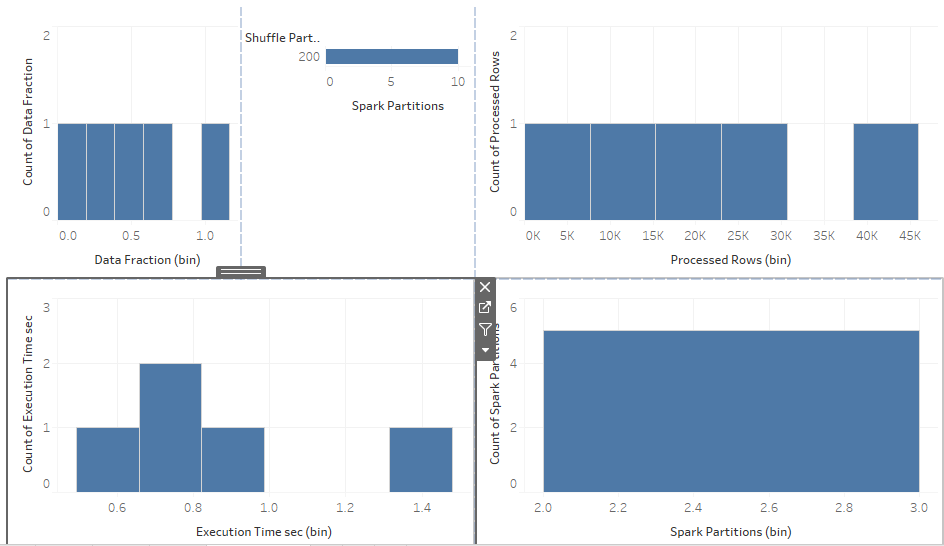 Count of Data Fraction
2
1
0
0.0 0.5 1.0
Data Fraction (bin)
Shuffle Part..
200
0 5 10
Spark Partitions
Count of Processed Rows
2
1
0
0K 5K 10K 15K 20K 25K 30K 35K 40K 45K
Processed Rows (bin)
Count of Execution Time sec
3
2
1
0
0.6 0.8 1.0 1.2 1.4
Execution Time sec (bin)
Count of Spark Partitions
6
4
2
0
2.0 2.2 2.4 2.6 2.8 3.0
Spark Partitions (bin)